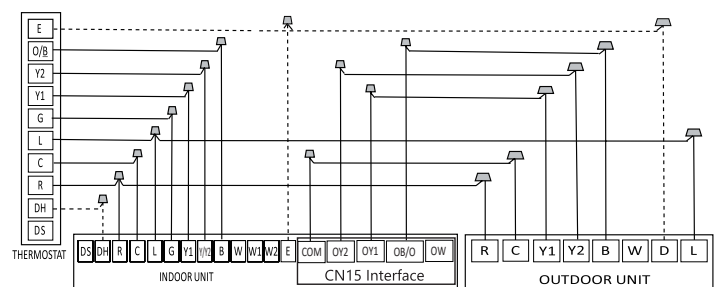 E
O/B
Y2
Y1
G
L
C
R
DH
DS
THERMOSTAT
DS DH R C L G Y1 Y/Y2 B W W1 W2 E
INDOOR UNIT
COM OY2 OY1 OB/O OW
CN15 Interface
R C Y1 Y2 B W D L
OUTDOOR UNIT